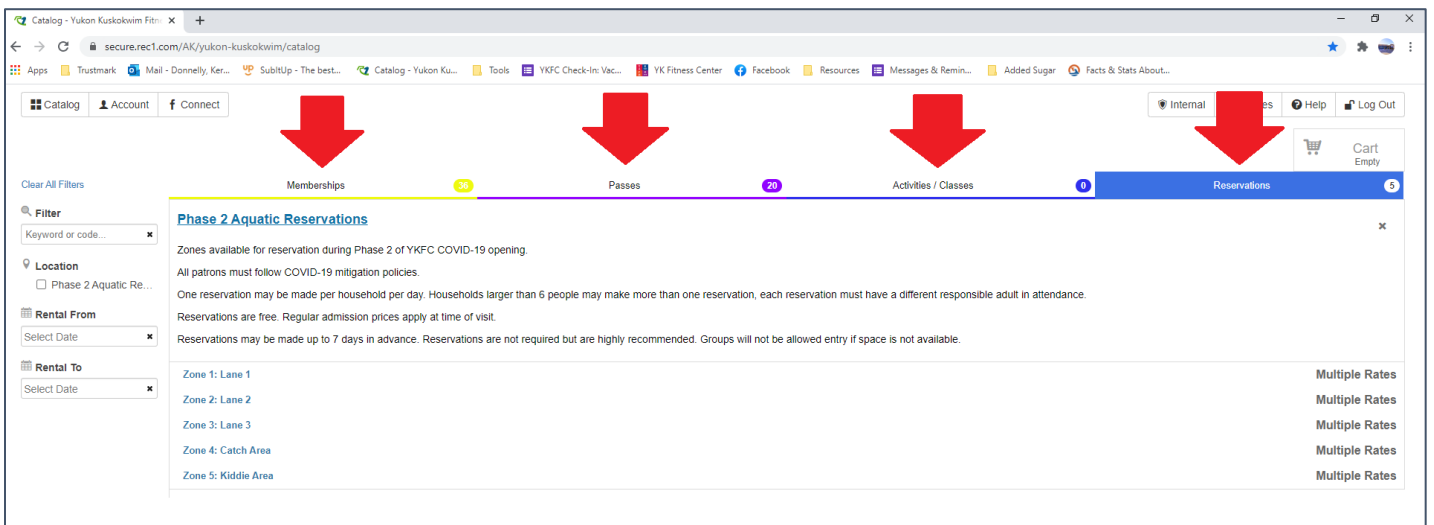 Catalog - Yukon Kuskokwim Fitn
secure.rec1.com/AK/yukon-kuskokwim/catalog
Apps Trustmark Mail - Donnelly, Ker... SubItUp - The best... Catalog - Yukon Ku... Tools YKFC Check-In: Vac... YK Fitness Center Facebook Resources Messages & Remin... Added Sugar Facts & Stats About...
Catalog Account Connect Internal Help Log Out
Cart
Empty
Clear All Filters Memberships Passes 20 Activities / Classes 0 Reservations 5
Filter
Keyword or code...
Location
Phase 2 Aquatic Re...
Rental From
Select Date
Rental To
Select Date
Phase 2 Aquatic Reservations
Zones available for reservation during Phase 2 of YKFC COVID-19 opening.
All patrons must follow COVID-19 mitigation policies.
One reservation may be made per household per day. Households larger than 6 people may make more than one reservation, each reservation must have a different responsible adult in attendance.
Reservations are free. Regular admission prices apply at time of visit.
Reservations may be made up to 7 days in advance. Reservations are not required but are highly recommended. Groups will not be allowed entry if space is not available.
Zone 1: Lane 1 Multiple Rates
Zone 2: Lane 2 Multiple Rates
Zone 3: Lane 3 Multiple Rates
Zone 4: Catch Area Multiple Rates
Zone 5: Kiddie Area Multiple Rates